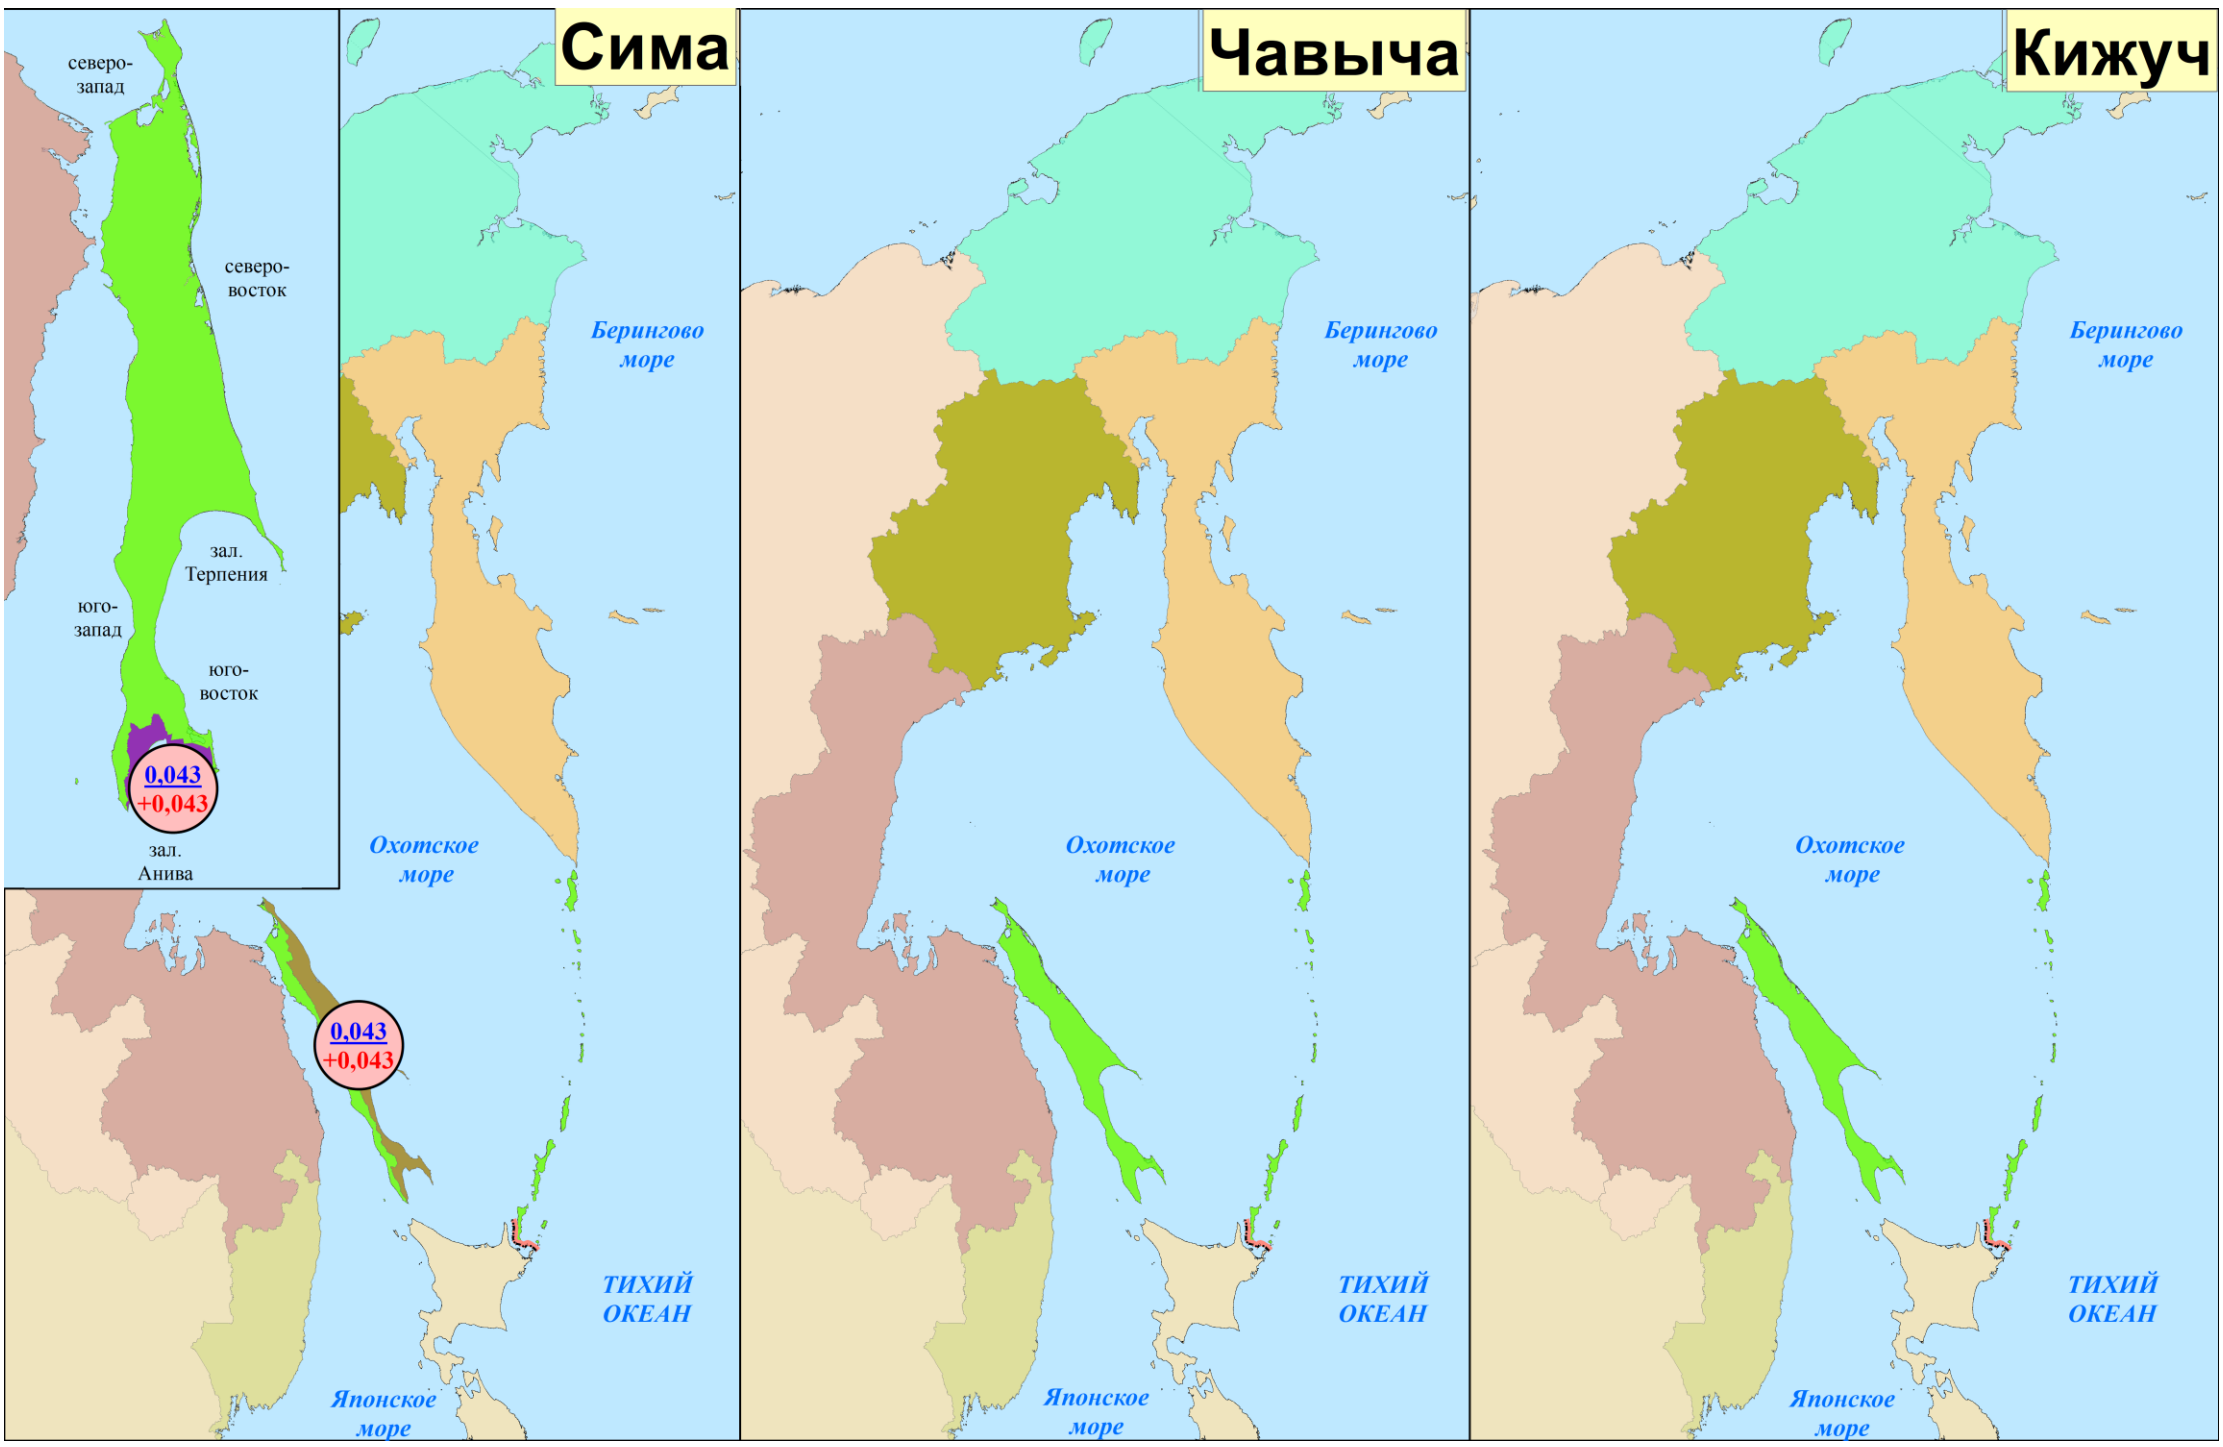 Сима
северо-
запад
северо-
восток
зал.
Терпения
юго-
запад
юго-
восток
0,043
+0,043
зал.
Анива
Берингово
море
Охотское
море
0,043
+0,043
ТИХИЙ
ОКЕАН
Японское
море
Чавыча
Берингово
море
Охотское
море
ТИХИЙ
ОКЕАН
Японское
море
Кижуч
Берингово
море
Охотское
море
ТИХИЙ
ОКЕАН
Японское
море